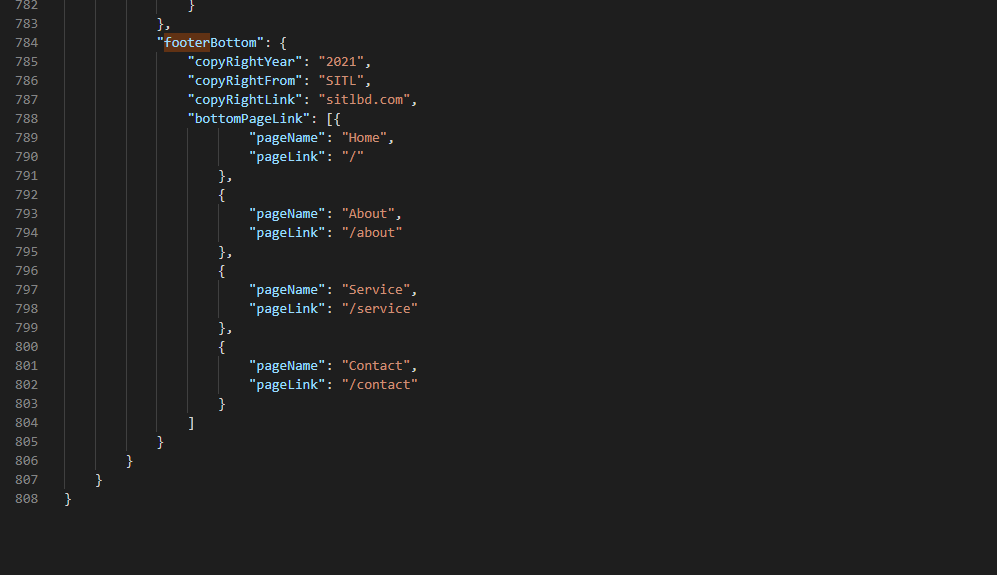 782 }
783 },
784 "footerBottom": {
785 "copyRightYear": "2021",
786 "copyRightFrom": "SITL",
787 "copyRightLink": "sitlbd.com",
788 "bottomPageLink": [{
789 "pageName": "Home",
790 "pageLink": "/"
791 },
792 {
793 "pageName": "About",
794 "pageLink": "/about"
795 },
796 {
797 "pageName": "Service",
798 "pageLink": "/service"
799 },
800 {
801 "pageName": "Contact",
802 "pageLink": "/contact"
803 }
804 ]
805 }
806 }
807 }
808 }